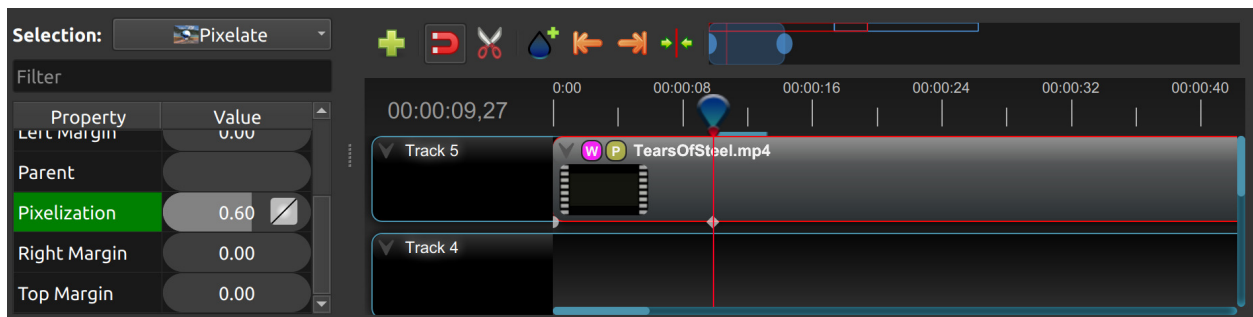 Selection: Pixelate
Filter
Property Value
Left Margin 0.00
Parent
Pixelization 0.60
Right Margin 0.00
Top Margin 0.00
00:00:09,27
0:00 00:00:08 00:00:16 00:00:24 00:00:32 00:00:40
Track 5
W P TearsOfSteel.mp4
Track 4